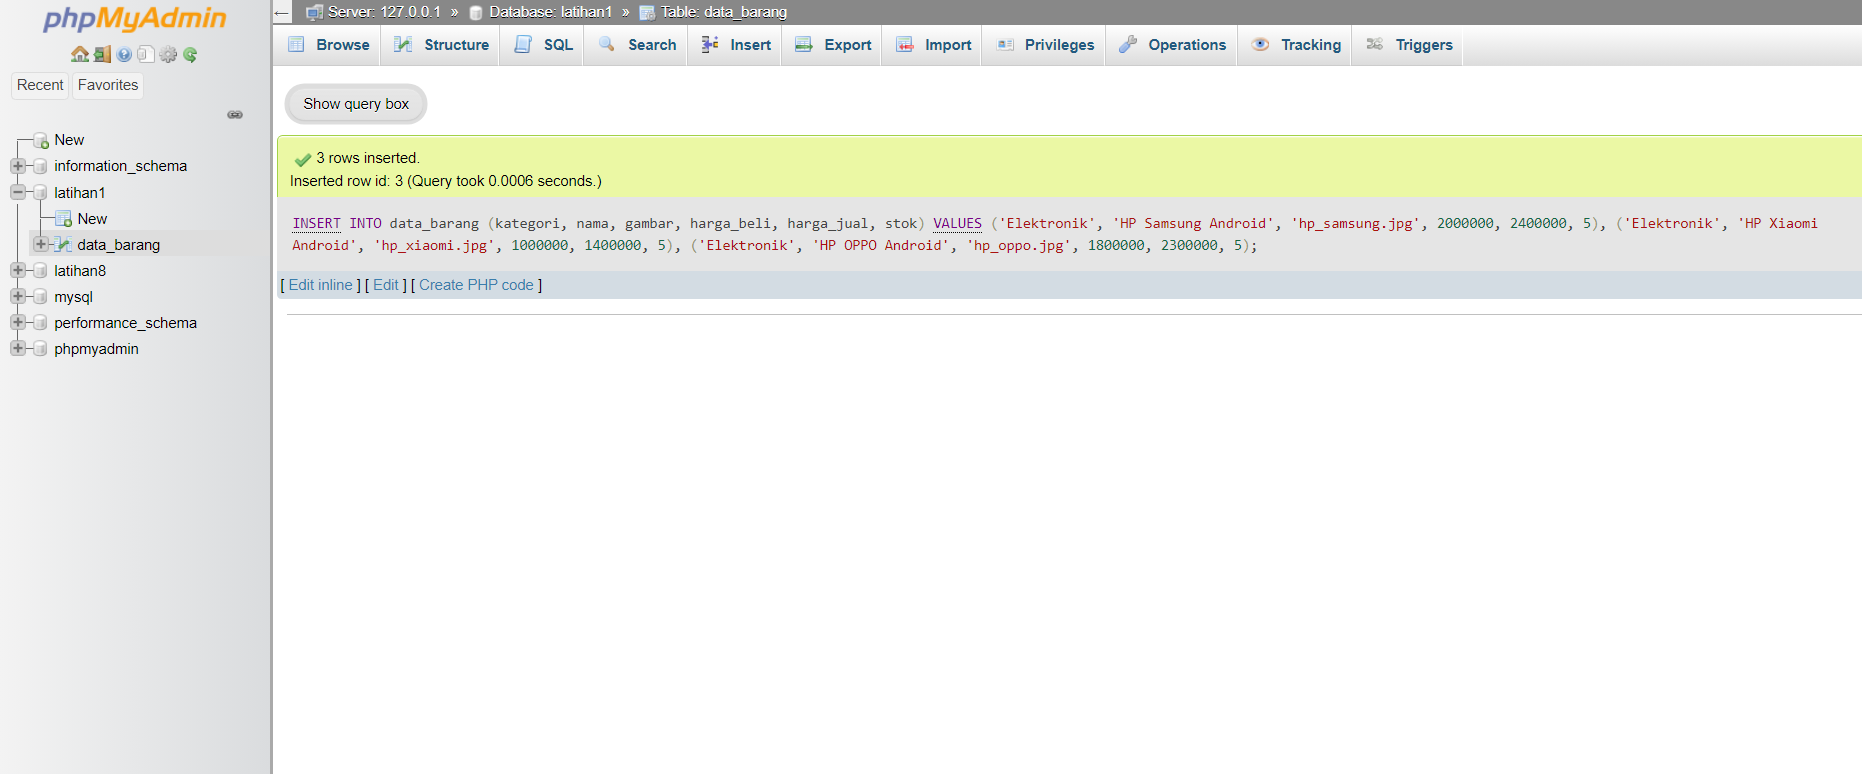 phpMyAdmin
Recent
Favorites
New
information_schema
latihan1
New
data_barang
latihan8
mysql
performance_schema
phpmyadmin
← Server: 127.0.0.1 » Database: latihan1 » Table: data_barang
Browse Structure SQL Search Insert Export Import Privileges Operations Tracking Triggers
Show query box
3 rows inserted.
Inserted row id: 3 (Query took 0.0006 seconds.)
INSERT INTO data_barang (kategori, nama, gambar, harga_beli, harga_jual, stok) VALUES ('Elektronik', 'HP Samsung Android', 'hp_samsung.jpg', 2000000, 2400000, 5), ('Elektronik', 'HP Xiaomi
Android', 'hp_xiaomi.jpg', 1000000, 1400000, 5), ('Elektronik', 'HP OPPO Android', 'hp_oppo.jpg', 1800000, 2300000, 5);
[ Edit inline ] [ Edit ] [ Create PHP code ]